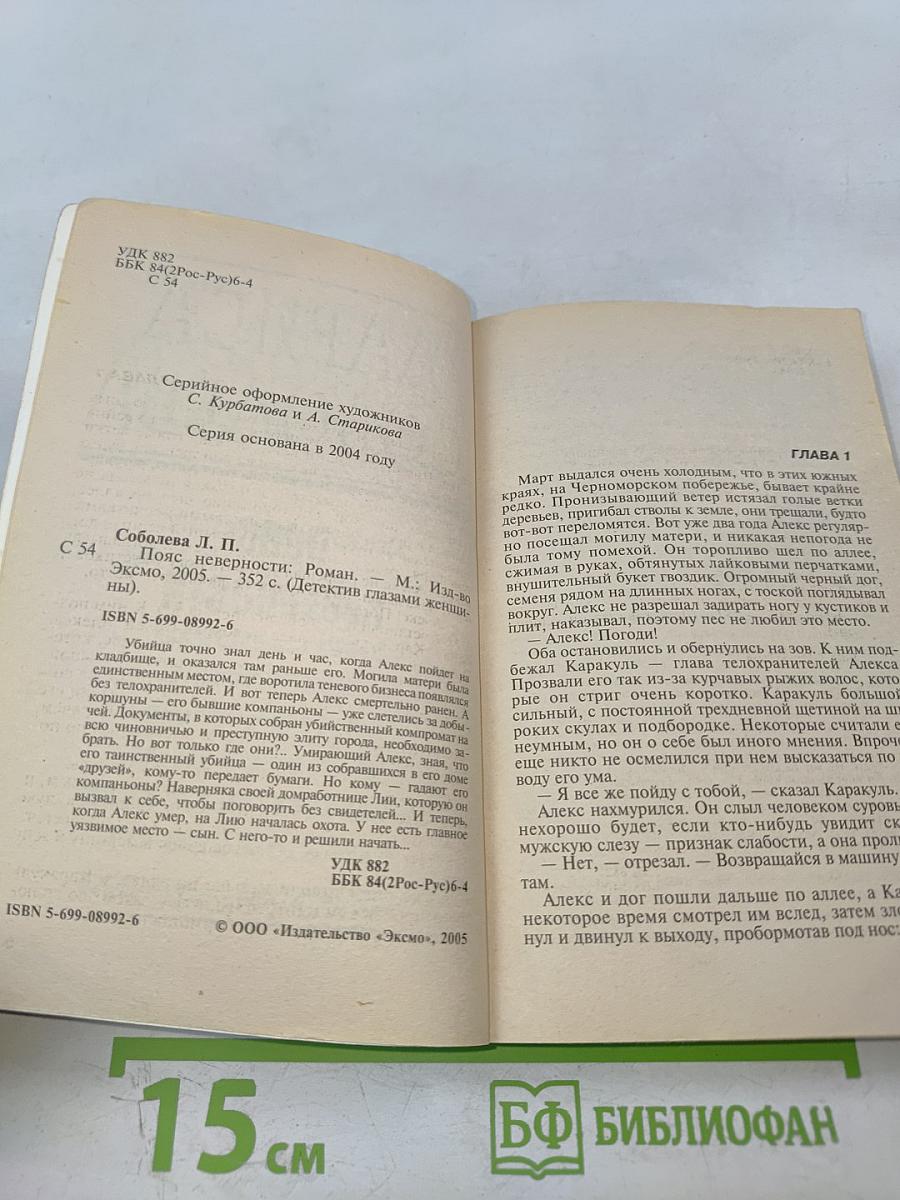 УДК 882
ББК 84(2Рос-Рус)6-4
С 54
Серийное оформление художников
С. Курбатова и А. Старикова
Серия основана в 2004 году
Соболева Л. П.
С 54 Пояс неверности: Роман. — М.: Изд-во
Эксмо, 2005. — 352 с. (Детектив глазами женщи-
ны).
ISBN 5-699-08992-6
Убийца точно знал день и час, когда Алекс пойдет на
кладбище, и оказался там раньше его. Могила матери была
единственным местом, где воротила теневого бизнеса появлялся
без телохранителей. И вот теперь Алекс смертельно ранен. А
коршуны — его бывшие компаньоны — уже слетелись за добы-
чей. Документы, в которых собран убийственный компромат на
всю чиновничью и преступную элиту города, необходимо за-
брать. Но вот только где они?.. Умирающий Алекс, зная, что
его таинственный убийца — один из собравшихся в его доме
«друзей», кому-то передает бумаги. Но кому — гадают его
компаньоны? Наверняка своей домработнице Лии, которую он
вызвал к себе, чтобы поговорить без свидетелей... И теперь,
когда Алекс умер, на Лию началась охота. У нее есть главное
уязвимое место — сын. С него-то и решили начать...
УДК 882
ББК 84(2Рос-Рус)6-4
ISBN 5-699-08992-6
© ООО «Издательство «Эксмо», 2005
ГЛАВА 1
Март выдался очень холодным, что в этих южных
краях, на Черноморском побережье, бывает крайне
редко. Пронизывающий ветер истязал голые ветки
деревьев, пригибал стволы к земле, они трещали, будто
вот-вот переломятся. Вот уже два года Алекс регуляр-
но посещал могилу матери, и никакая непогода не
была тому помехой. Он торопливо шел по аллее,
сжимая в руках, обтянутых лайковыми перчатками,
внушительный букет гвоздик. Огромный черный дог,
семеня рядом на длинных ногах, с тоской поглядывал
вокруг. Алекс не разрешал задирать ногу у кустиков и
плит, наказывал, поэтому пес не любил это место.
— Алекс! Погоди!
Оба остановились и обернулись на зов. К ним под-
бежал Каракуль — глава телохранителей Алекса
Прозвали его так из-за курчавых рыжих волос, кото
рые он стриг очень коротко. Каракуль большой
сильный, с постоянной трехдневной щетиной на ши
роких скулах и подбородке. Некоторые считали е
неумным, но он о себе был иного мнения. Впроче
еще никто не осмелился при нем высказаться по
воду его ума.
— Я все же пойду с тобой, — сказал Каракуль.
Алекс нахмурился. Он слыл человеком суровы
нехорошо будет, если кто-нибудь увидит ск
мужскую слезу — признак слабости, а она прол
— Нет, — отрезал. — Возвращайся в машину
там.
Алекс и дог пошли дальше по аллее, а Ка
некоторое время смотрел им вслед, затем зло
нул и двинул к выходу, пробормотав под нос:
15 см
БФ БИБЛИОФАН